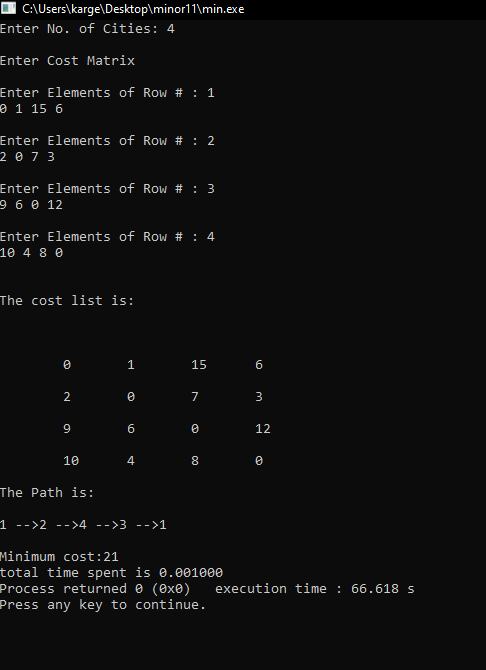 C:\Users\karge\Desktop\minor11\min.exe
Enter No. of Cities: 4
Enter Cost Matrix
Enter Elements of Row # : 1
0 1 15 6
Enter Elements of Row # : 2
2 0 7 3
Enter Elements of Row # : 3
9 6 0 12
Enter Elements of Row # : 4
10 4 8 0
The cost list is:
0 1 15 6
2 0 7 3
9 6 0 12
10 4 8 0
The Path is:
1 -->2 -->4 -->3 -->1
Minimum cost:21
total time spent is 0.001000
Process returned 0 (0x0)   execution time : 66.618 s
Press any key to continue.